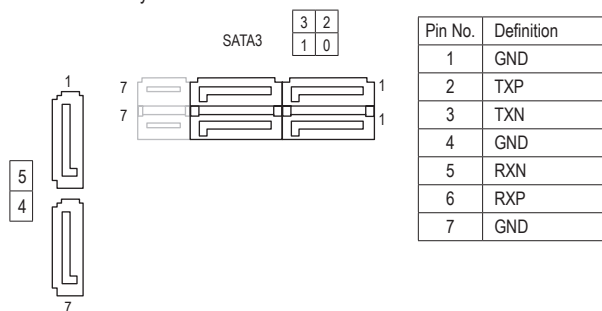 SATA3
3 2
1 0
7 1
7 1
1
5
4
7
Pin No. Definition
1 GND
2 TXP
3 TXN
4 GND
5 RXN
6 RXP
7 GND